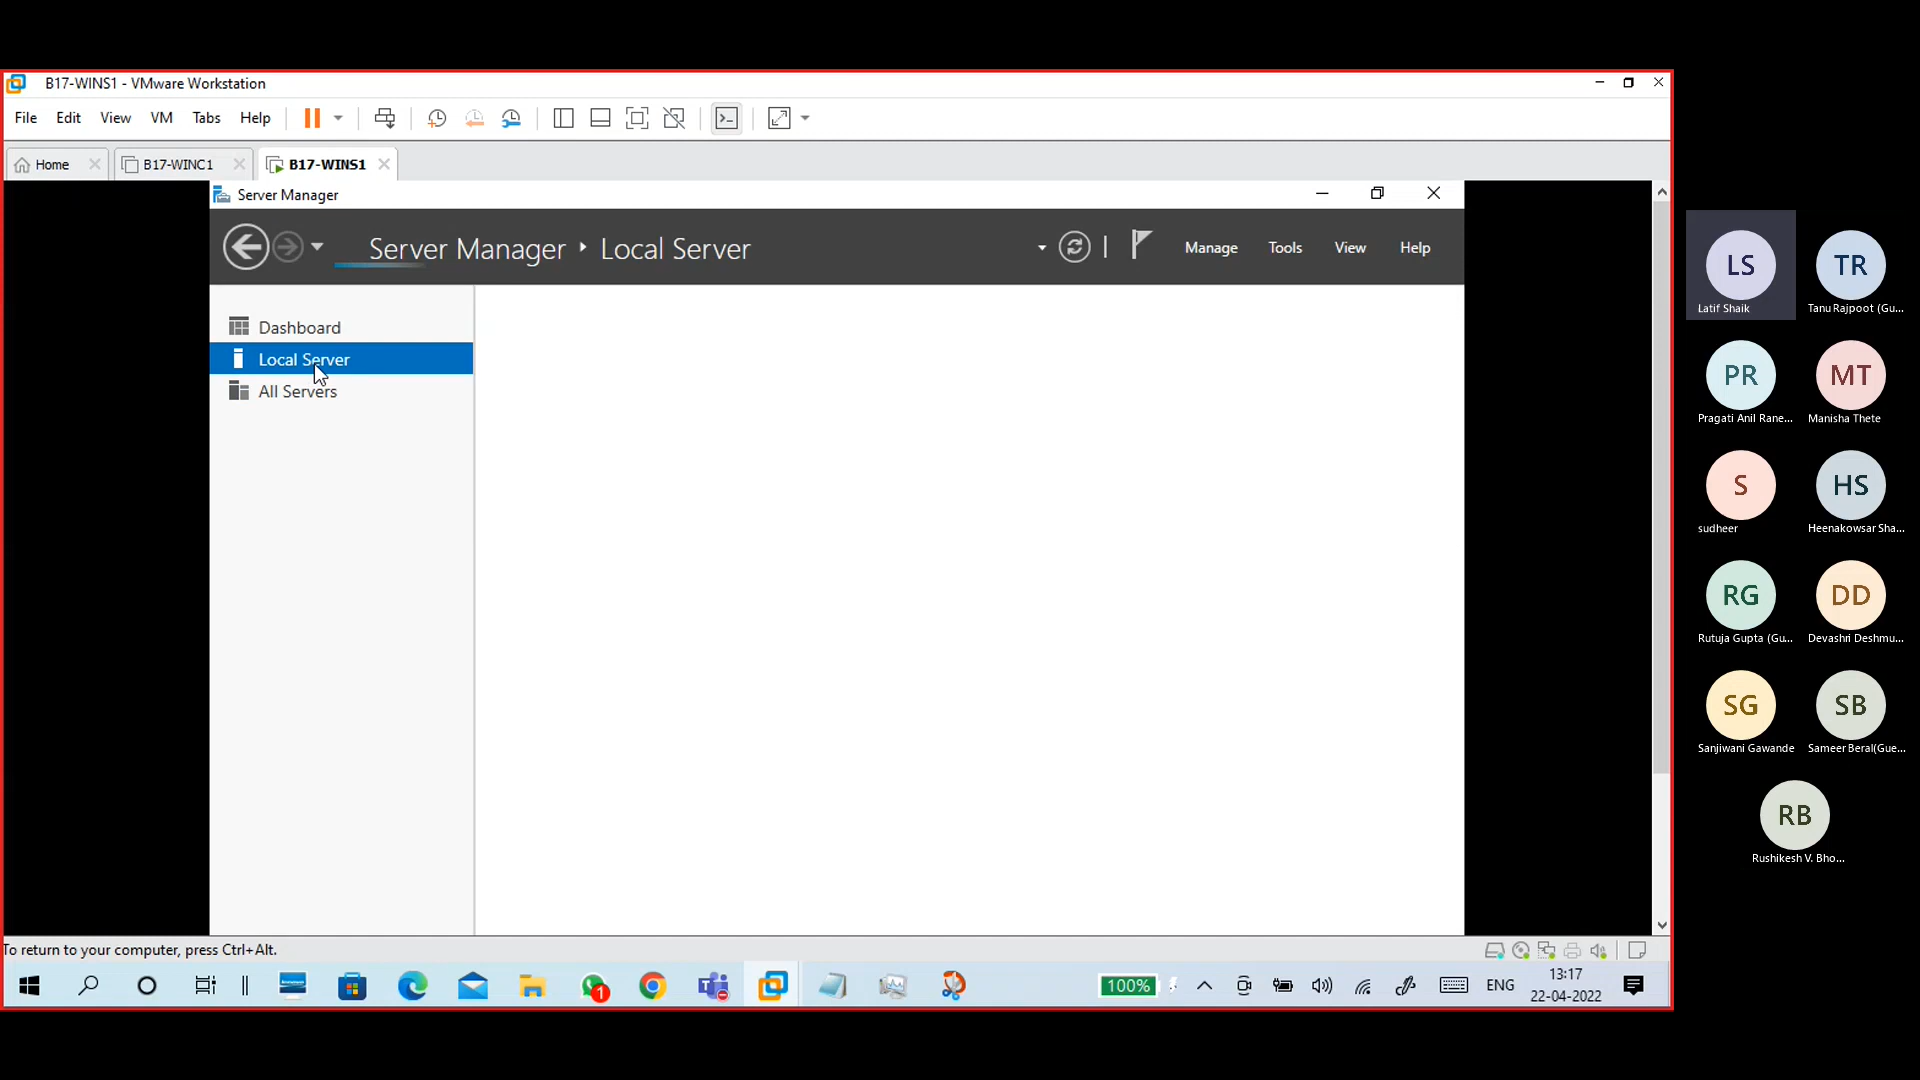 B17-WINS1 - VMware Workstation
File Edit View VM Tabs Help
Home B17-WINC1 B17-WINS1
Server Manager
Server Manager Local Server
Manage Tools View Help
Dashboard
Local Server
All Servers
To return to your computer, press Ctrl+Alt.
1
100%
ENG
13:17
22-04-2022
LS
Latif Shaik
TR
Tanu Rajpoot (Gu...
PR
Pragati Anil Rane...
MT
Manisha Thete
S
sudheer
HS
Heenakowsar Sha...
RG
Rutuja Gupta (Gu...
DD
Devashri Deshmu...
SG
Sanjiwani Gawande
SB
Sameer Beral(Gue...
RB
Rushikesh V. Bho...